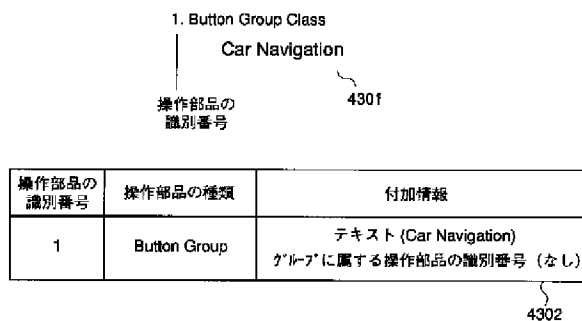 1. Button Group Class
Car Navigation
4301
操作部品の
識別番号
操作部品の
識別番号
操作部品の種類
付加情報
1
Button Group
テキスト (Car Navigation)
グループに属する操作部品の識別番号 (なし)
4302